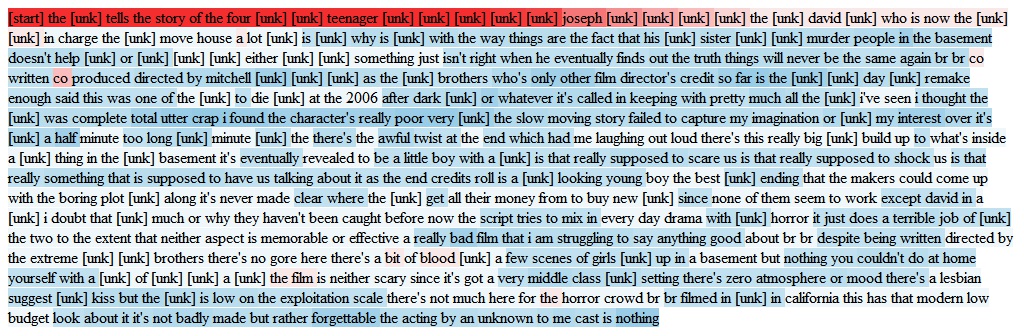 [start] the [unk] tells the story of the four [unk] [unk] teenager [unk] [unk] [unk] [unk] [unk] [unk] joseph [unk] [unk] [unk] [unk] the [unk] david [unk] who is now the [unk]
[unk] in charge the [unk] move house a lot [unk] is [unk] why is [unk] with the way things are the fact that his [unk] sister [unk] [unk] murder people in the basement
doesn't help [unk] or [unk] [unk] [unk] either [unk] [unk] something just isn't right when he eventually finds out the truth things will never be the same again br br co
written co produced directed by mitchell [unk] [unk] [unk] as the [unk] brothers who's only other film director's credit so far is the [unk] day [unk] remake
enough said this was one of the [unk] to die [unk] at the 2006 after dark [unk] or whatever it's called in keeping with pretty much all the [unk] i've seen i thought the
[unk] was complete total utter crap i found the character's really poor very [unk] the slow moving story failed to capture my imagination or [unk] my interest over it's
[unk] a half minute too long [unk] minute [unk] the there's the awful twist at the end which had me laughing out loud there's this really big [unk] build up to what's inside
a [unk] thing in the [unk] basement it's eventually revealed to be a little boy with a [unk] is that really supposed to scare us is that really supposed to shock us is that
really something that is supposed to have us talking about it as the end credits roll is a [unk] looking young boy the best [unk] ending that the makers could come up
with the boring plot [unk] along it's never made clear where the [unk] get all their money from to buy new [unk] since none of them seem to work except david in a
[unk] i doubt that [unk] much or why they haven't been caught before now the script tries to mix in every day drama with [unk] horror it just does a terrible job of [unk]
the two to the extent that neither aspect is memorable or effective a really bad film that i am struggling to say anything good about br br despite being written directed by
the extreme [unk] [unk] brothers there's no gore here there's a bit of blood [unk] a few scenes of girls [unk] up in a basement but nothing you couldn't do at home
yourself with a [unk] of [unk] [unk] a [unk] the film is neither scary since it's got a very middle class [unk] setting there's zero atmosphere or mood there's a lesbian
suggest [unk] kiss but the [unk] is low on the exploitation scale there's not much here for the horror crowd br br filmed in [unk] in california this has that modern low
budget look about it it's not badly made but rather forgettable the acting by an unknown to me cast is nothing